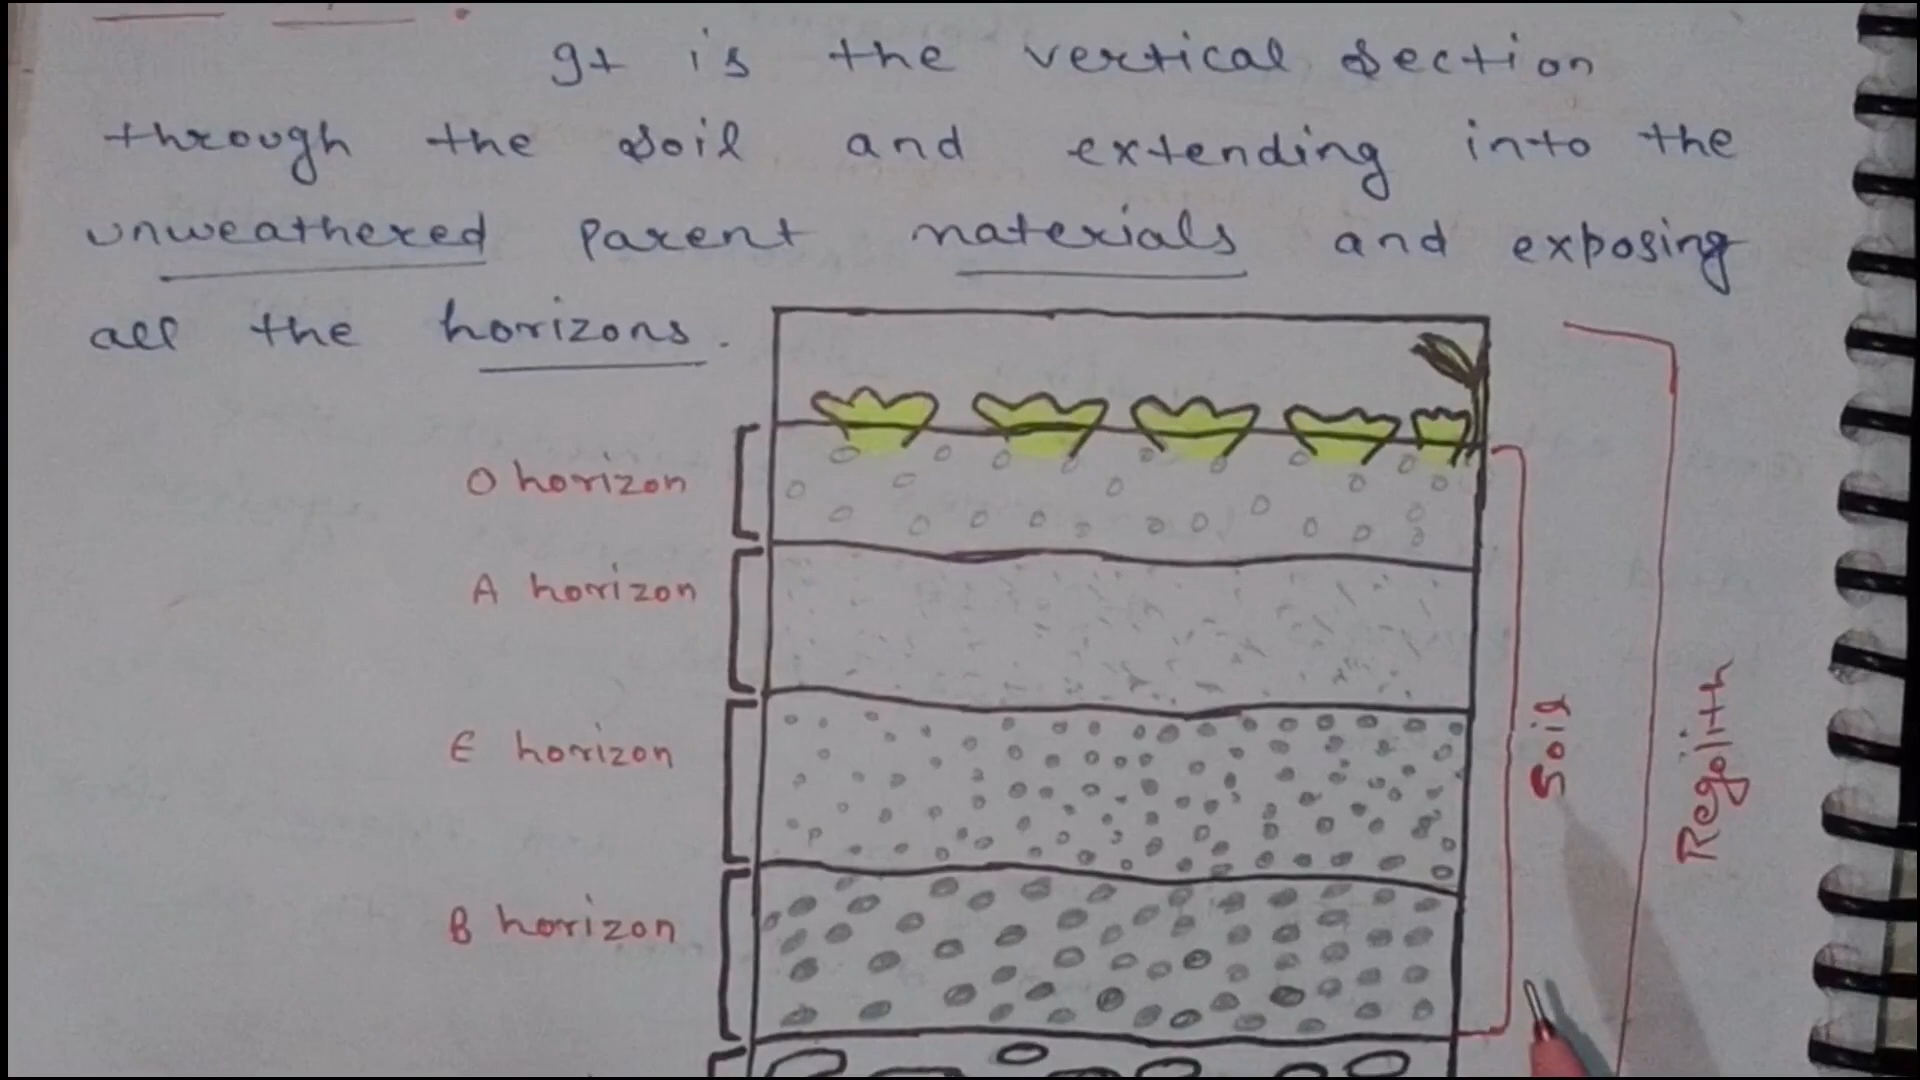 It is the vertical section
through the soil and extending into the
unweathered parent materials and exposing
all the horizons.
O horizon
A horizon
E horizon
B horizon
Soil
Regolith